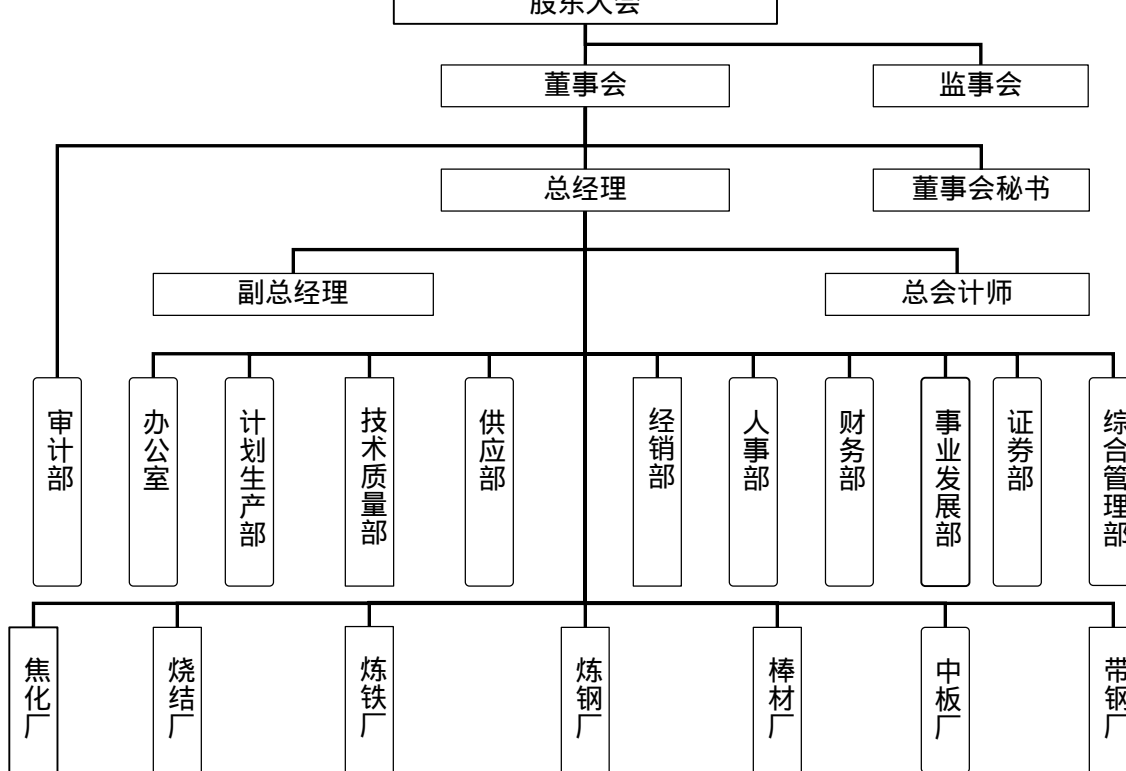 股东大会
董事会
监事会
总经理
董事会秘书
副总经理
总会计师
审计部
办公室
计划生产部
技术质量部
供应部
经销部
人事部
财务部
事业发展部
证券部
综合管理部
焦化厂
烧结厂
炼铁厂
炼钢厂
棒材厂
中板厂
带钢厂